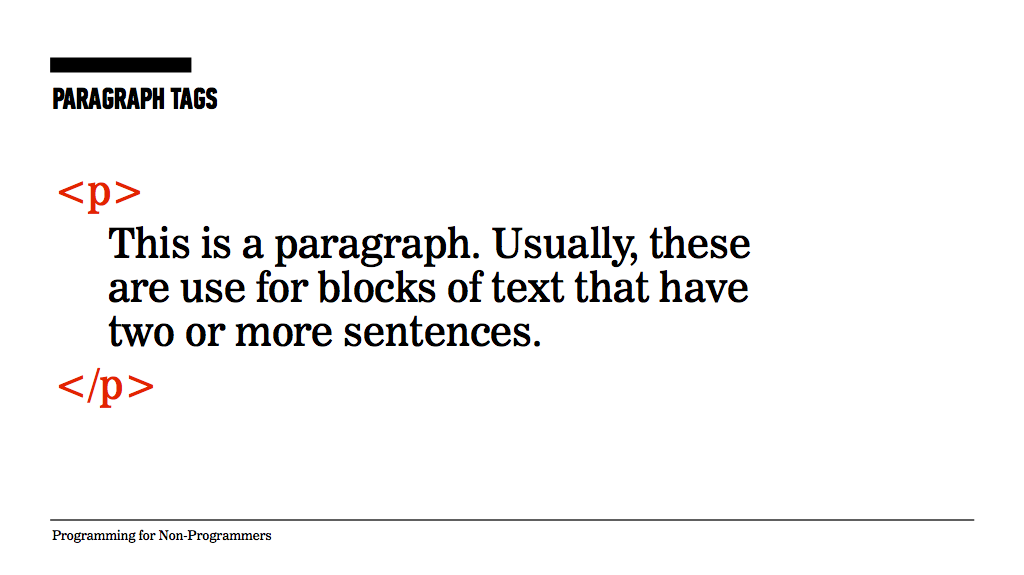 PARAGRAPH TAGS
<p>
This is a paragraph. Usually, these
are use for blocks of text that have
two or more sentences.
</p>
Programming for Non-Programmers